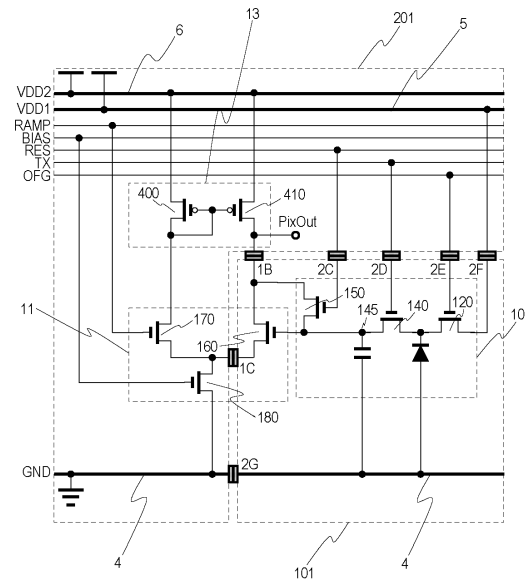 13
201
6
5
VDD2
VDD1
RAMP
BIAS
RES
TX
OFG
400
410
PixOut
1B
2C
2D
2E
2F
11
150
170
160
145
140
120
10
1C
180
GND
2G
4
101
4